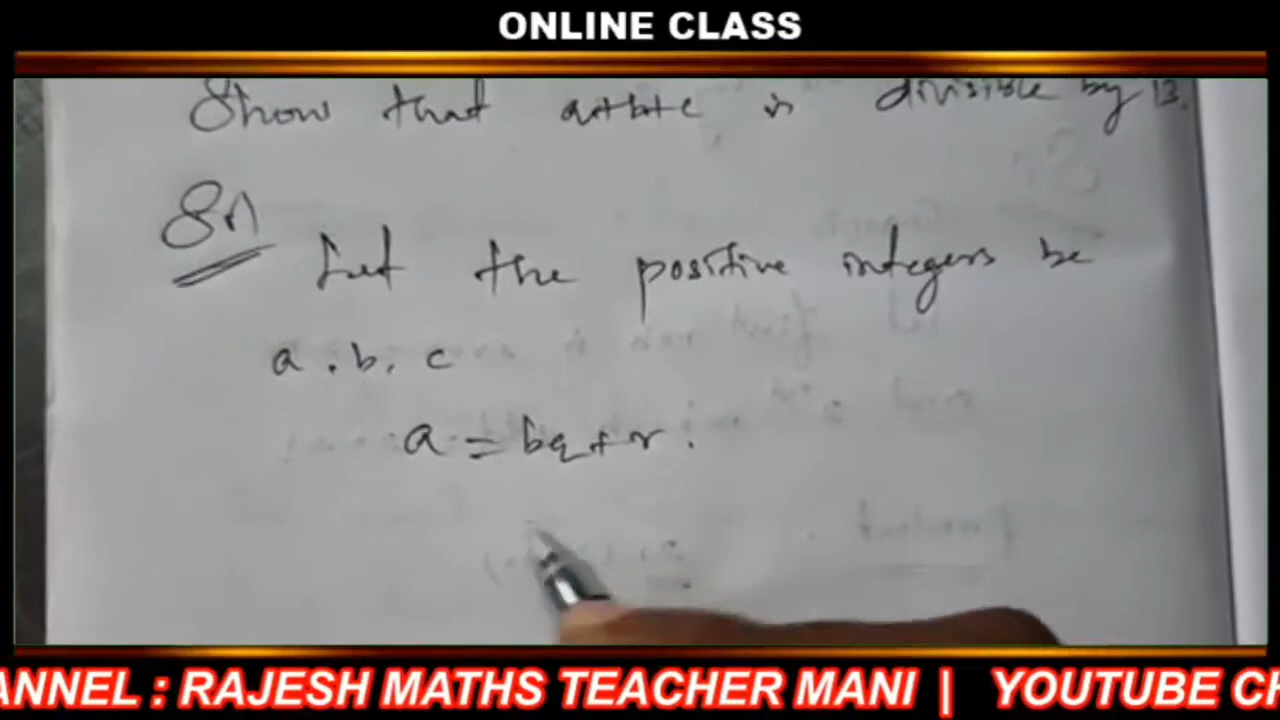 ONLINE CLASS
Show that a+b+c is divisible by 13.
Soln
Let the positive integers be
a, b, c
a = bq + r.
ANNEL : RAJESH MATHS TEACHER MANI | YOUTUBE CH